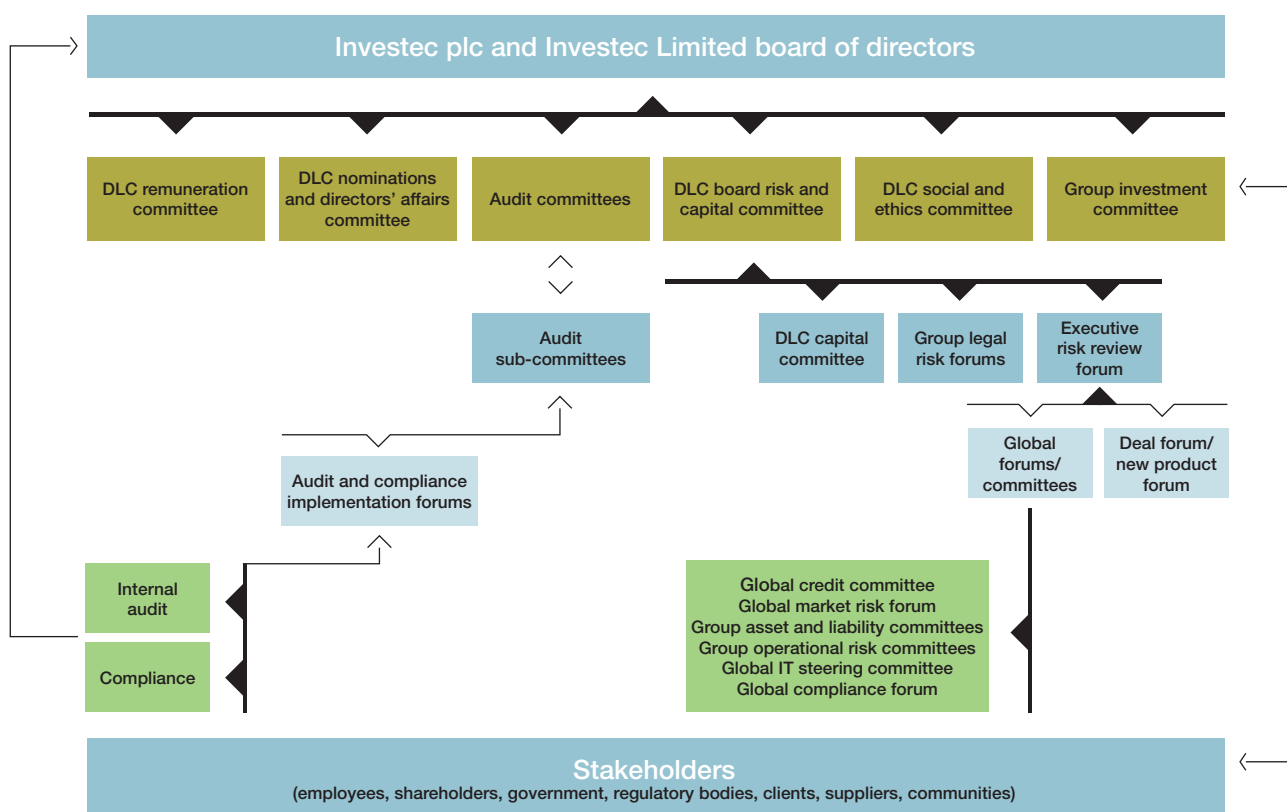 Investec plc and Investec Limited board of directors
DLC remuneration
committee
DLC nominations
and directors’ affairs
committee
Audit committees
DLC board risk and
capital committee
DLC social and
ethics committee
Group investment
committee
Audit
sub-committees
DLC capital
committee
Group legal
risk forums
Executive
risk review
forum
Audit and compliance
implementation forums
Global
forums/
committees
Deal forum/
new product
forum
Internal
audit
Compliance
Global credit committee
Global market risk forum
Group asset and liability committees
Group operational risk committees
Global IT steering committee
Global compliance forum
Stakeholders
(employees, shareholders, government, regulatory bodies, clients, suppliers, communities)